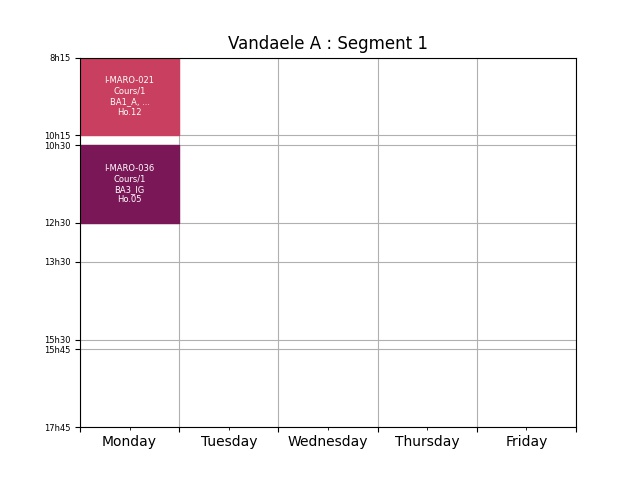 Vandaele A : Segment 1
8h15
I-MARO-021
Cours/1
BA1_A, ...
Ho.12
10h15
10h30
I-MARO-036
Cours/1
BA3_IG
Ho.05
12h30
13h30
15h30
15h45
17h45
Monday Tuesday Wednesday Thursday Friday